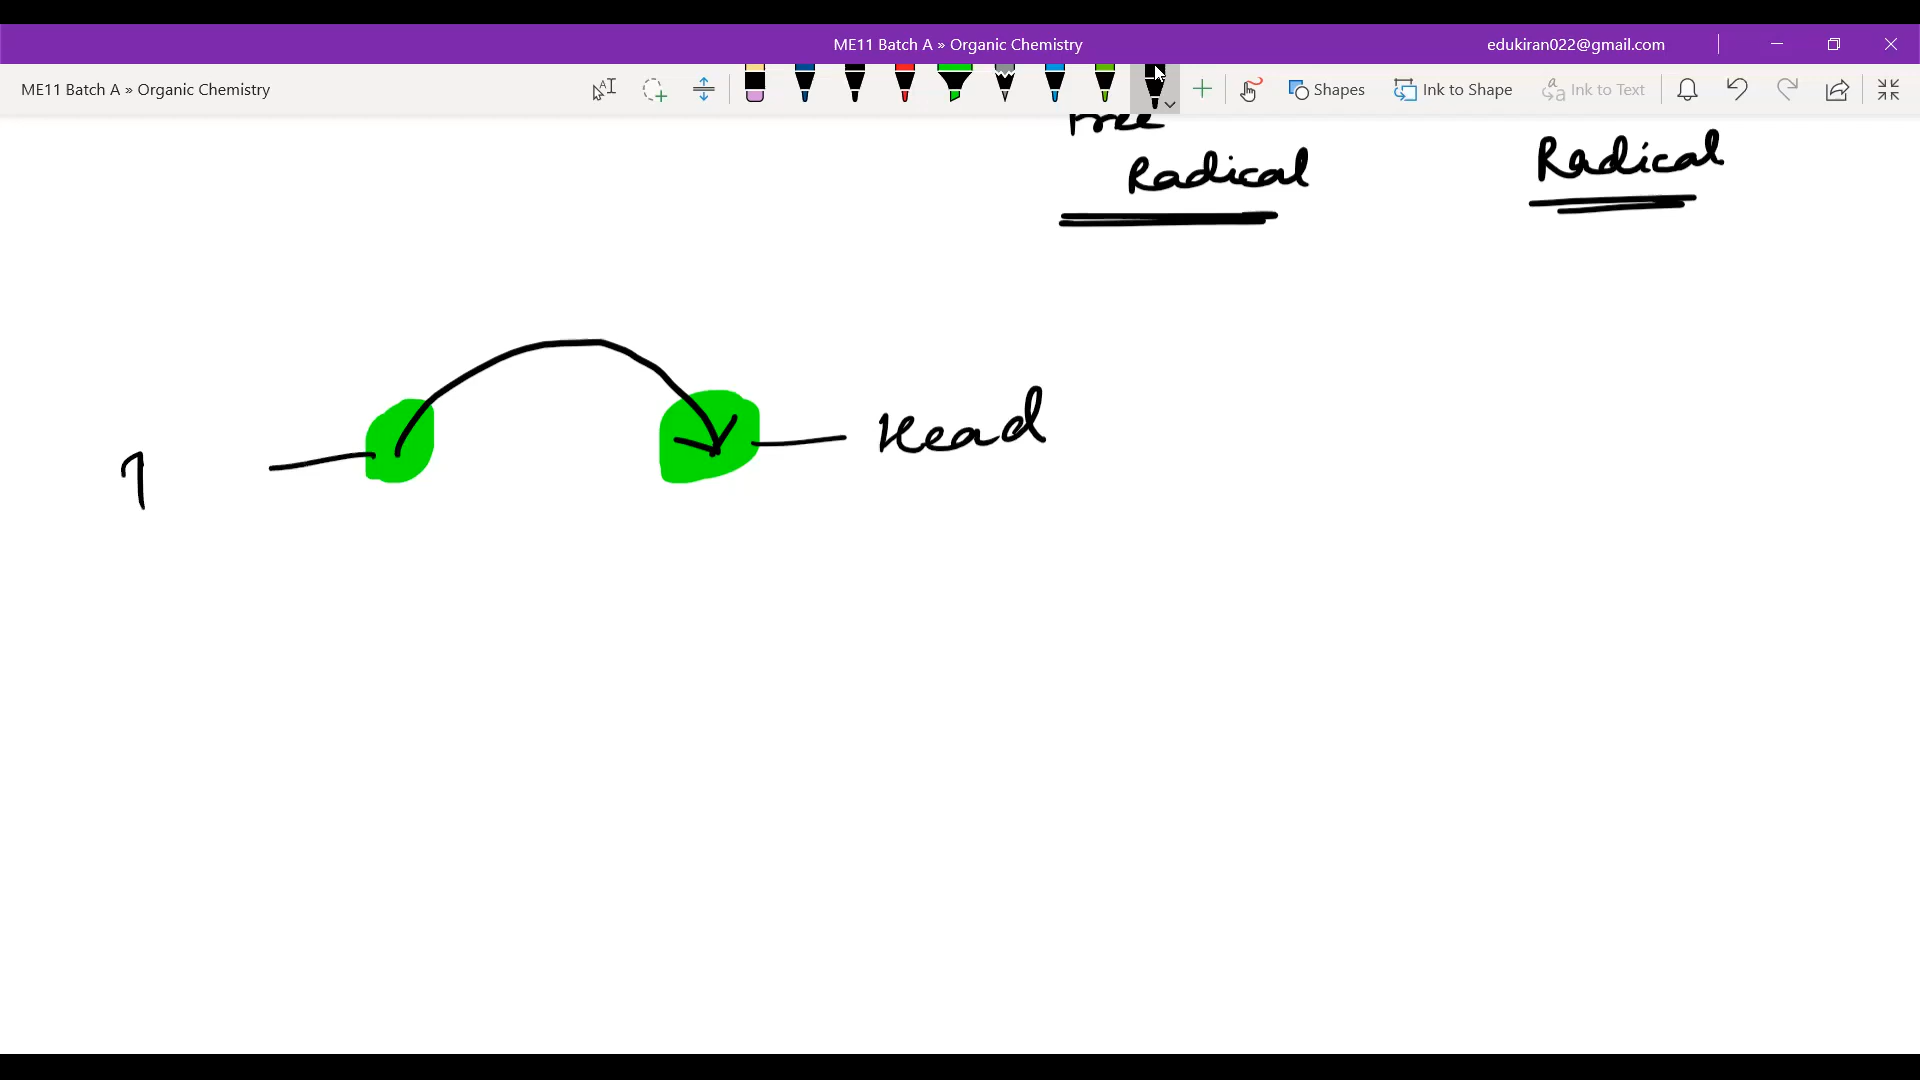 ME11 Batch A » Organic Chemistry
edukiran022@gmail.com
ME11 Batch A » Organic Chemistry
Shapes
Ink to Shape
Ink to Text
Free
Radical
Radical
Head